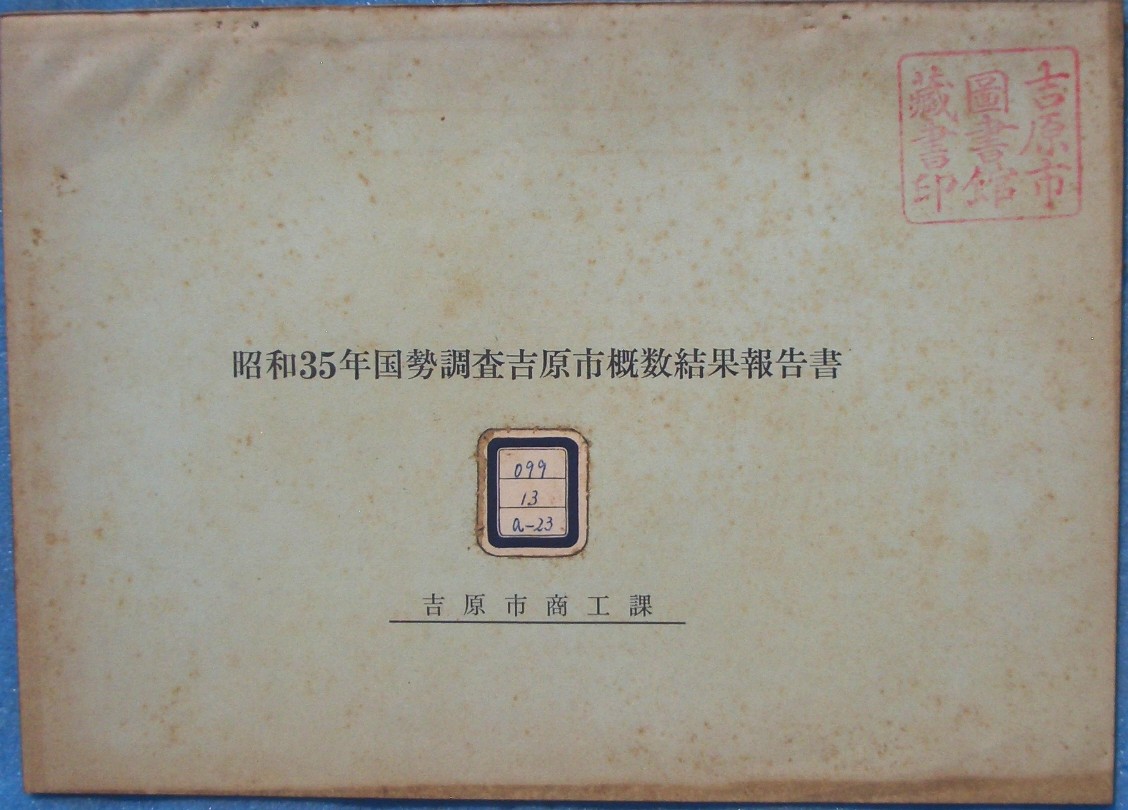 吉原市
圖書館
藏書印
昭和35年国勢調査吉原市概数結果報告書
099
13
a-23
吉原市商工課